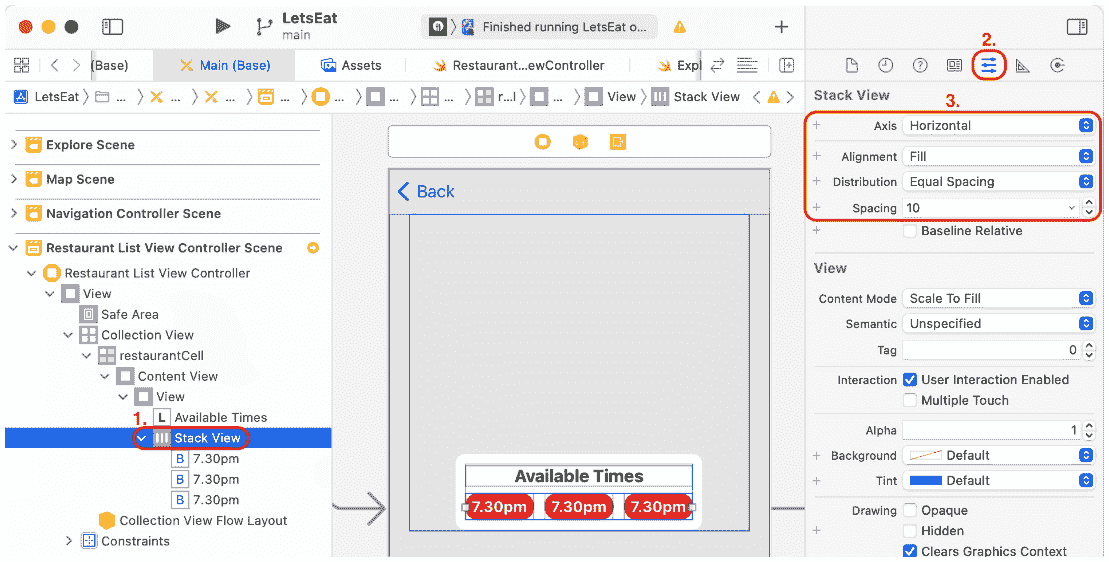 LetsEat
main
Finished running LetsEat o...
(Base)
Main (Base)
Assets
Restaurant...ewController
Expl
2.
LetsEat
...
...
...
...
...
...
...
r...l
...
View
Stack View
Stack View
3.
Axis Horizontal
Alignment Fill
Distribution Equal Spacing
Spacing 10
Baseline Relative
View
Content Mode Scale To Fill
Semantic Unspecified
Tag 0
Interaction User Interaction Enabled
Multiple Touch
Alpha 1
Background Default
Tint Default
Drawing Opaque
Hidden
Clears Graphics Context
Explore Scene
Map Scene
Navigation Controller Scene
Restaurant List View Controller Scene
Restaurant List View Controller
View
Safe Area
Collection View
restaurantCell
Content View
View
1.
L Available Times
Stack View
B 7.30pm
B 7.30pm
B 7.30pm
Collection View Flow Layout
Constraints
Back
Available Times
7.30pm 7.30pm 7.30pm